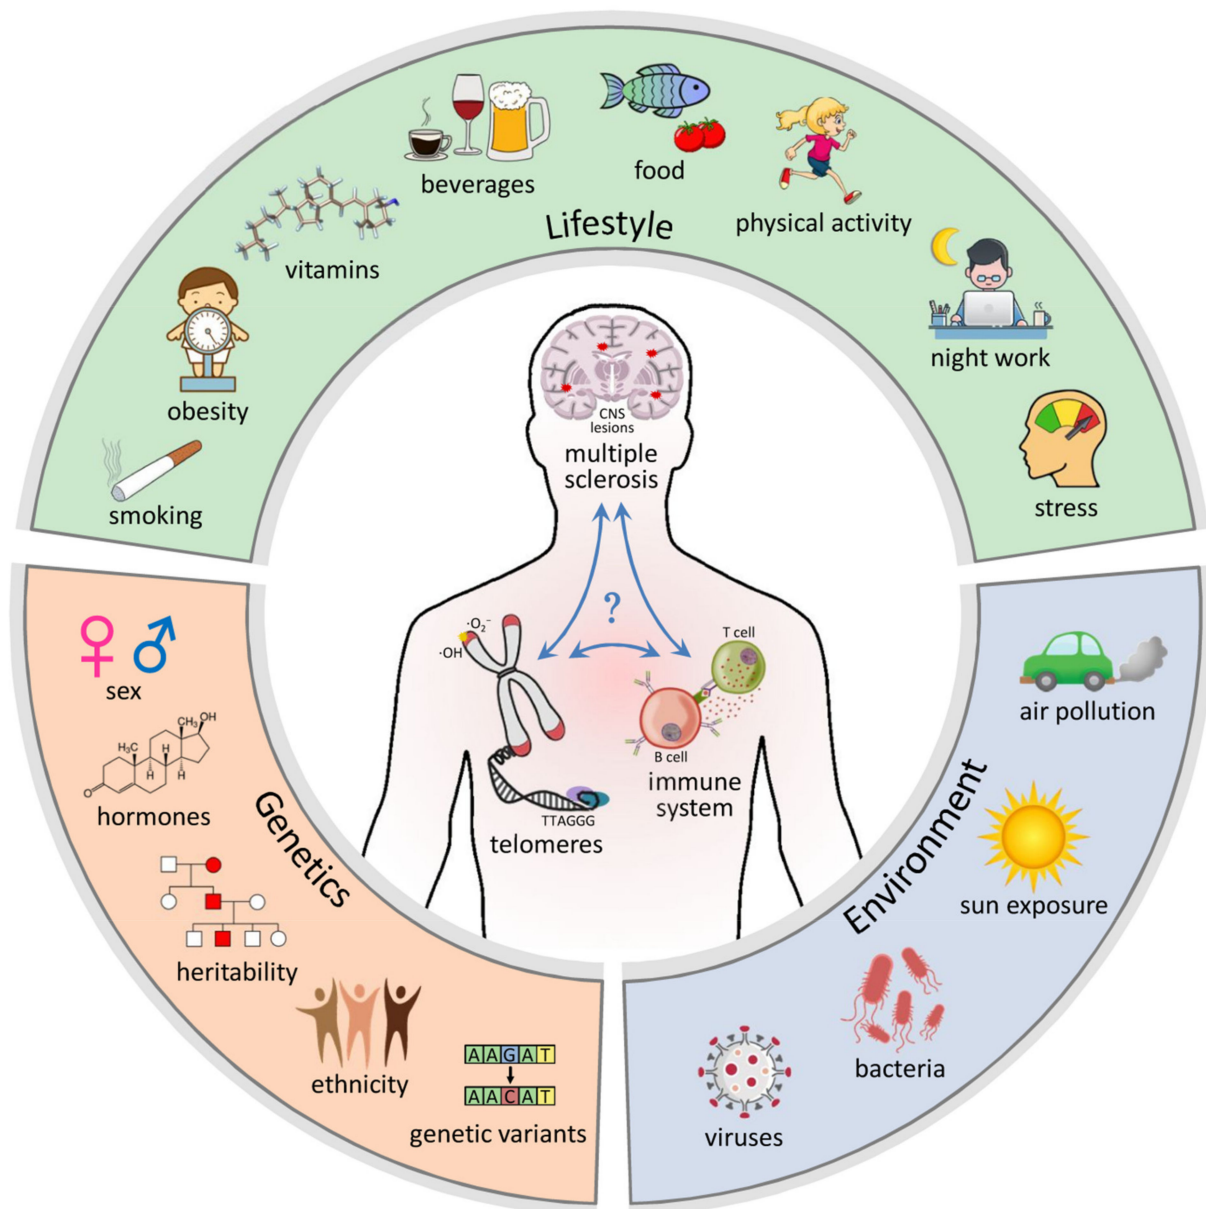 beverages
food
physical activity
Lifestyle
vitamins
night work
obesity
stress
smoking
CNS
lesions
multiple
sclerosis
?
·O₂⁻
·OH
T cell
B cell
immune
system
TTAGGG
telomeres
sex
CH₃
OH
H₃C
H
H
H
O
hormones
Genetics
heritability
ethnicity
AAGAT
AACAT
genetic variants
air pollution
Environment
sun exposure
bacteria
viruses